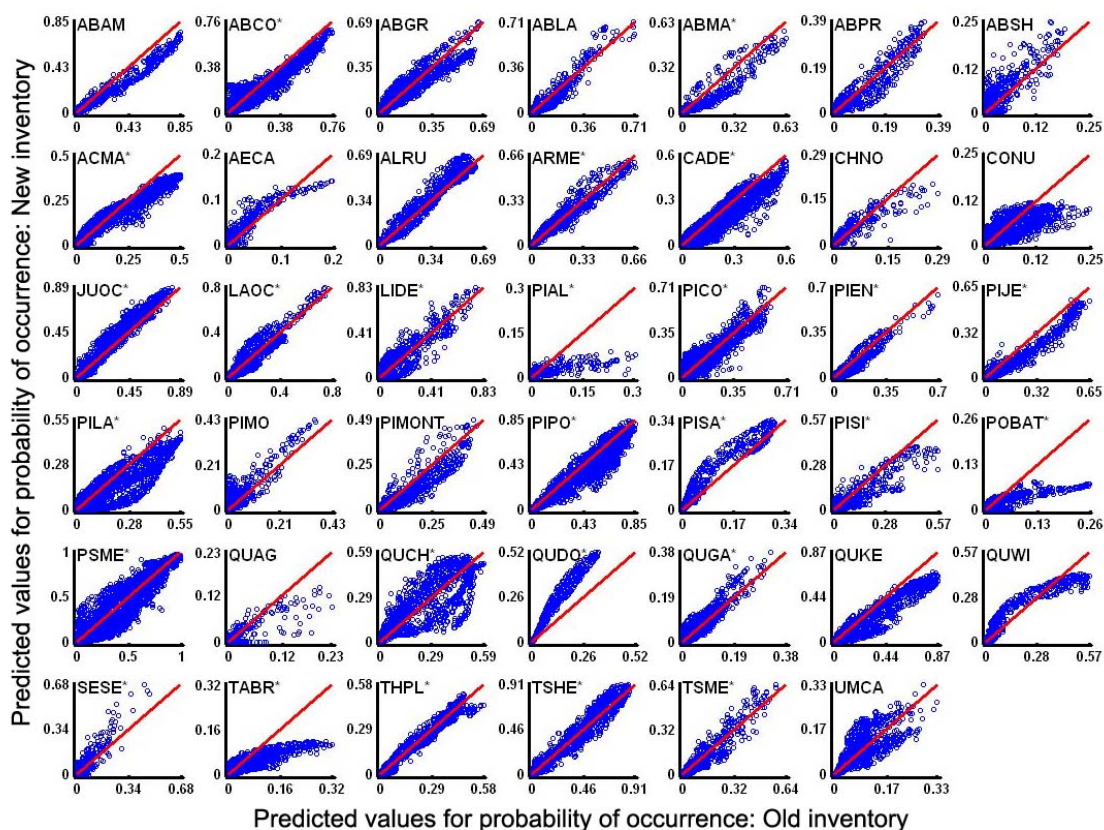 Predicted values for probability of occurrence: New inventory
0.85 ABAM 0.76 ABCO* 0.69 ABGR 0.71 ABLA 0.63 ABMA* 0.39 ABPR 0.25 ABSH
0.43 0.38 0.35 0.36 0.32 0.19 0.12
0 0 0 0 0 0 0
0 0.43 0.85 0 0.38 0.76 0 0.35 0.69 0 0.36 0.71 0 0.32 0.63 0 0.19 0.39 0 0.12 0.25
0.5 ACMA* 0.2 AECA 0.69 ALRU 0.66 ARME* 0.6 CADE* 0.29 CHNO 0.25 CONU
0.25 0.1 0.34 0.33 0.3 0.15 0.12
0 0 0 0 0 0 0
0 0.25 0.5 0 0.1 0.2 0 0.34 0.69 0 0.33 0.66 0 0.3 0.6 0 0.15 0.29 0 0.12 0.25
0.89 JUOC* 0.8 LAOC* 0.83 LIDE* 0.3 PIAL* 0.71 PICO* 0.7 PIEN* 0.65 PIJE*
0.45 0.4 0.41 0.15 0.35 0.35 0.32
0 0 0 0 0 0 0
0 0.45 0.89 0 0.4 0.8 0 0.41 0.83 0 0.15 0.3 0 0.35 0.71 0 0.35 0.7 0 0.32 0.65
0.55 PILA* 0.43 PIMO 0.49 PIMONT 0.85 PIPO* 0.34 PISA* 0.57 PISI* 0.26 POBAT*
0.28 0.21 0.25 0.43 0.17 0.28 0.13
0 0 0 0 0 0 0
0 0.28 0.55 0 0.21 0.43 0 0.25 0.49 0 0.43 0.85 0 0.17 0.34 0 0.28 0.57 0 0.13 0.26
1 PSME* 0.23 QUAG 0.59 QUCH* 0.52 QUDO* 0.38 QUGA* 0.87 QUKE 0.57 QUWI
0.5 0.12 0.29 0.26 0.19 0.44 0.28
0 0 0 0 0 0 0
0 0.5 1 0 0.12 0.23 0 0.29 0.59 0 0.26 0.52 0 0.19 0.38 0 0.44 0.87 0 0.28 0.57
0.68 SESE* 0.32 TABR* 0.58 THPL* 0.91 TSHE* 0.64 TSME* 0.33 UMCA
0.34 0.16 0.29 0.46 0.32 0.17
0 0 0 0 0 0
0 0.34 0.68 0 0.16 0.32 0 0.29 0.58 0 0.46 0.91 0 0.32 0.64 0 0.17 0.33
Predicted values for probability of occurrence: Old inventory